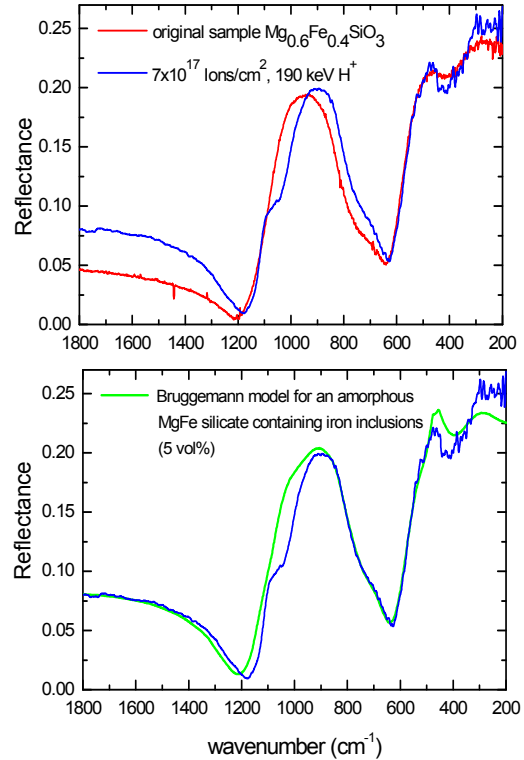 original sample Mg0.6Fe0.4SiO3
7x10^17 Ions/cm^2, 190 keV H^+
Reflectance
0.25
0.20
0.15
0.10
0.05
0.00
1800 1600 1400 1200 1000 800 600 400 200
Bruggemann model for an amorphous
MgFe silicate containing iron inclusions
(5 vol%)
Reflectance
0.25
0.20
0.15
0.10
0.05
0.00
1800 1600 1400 1200 1000 800 600 400 200
wavenumber (cm^-1)